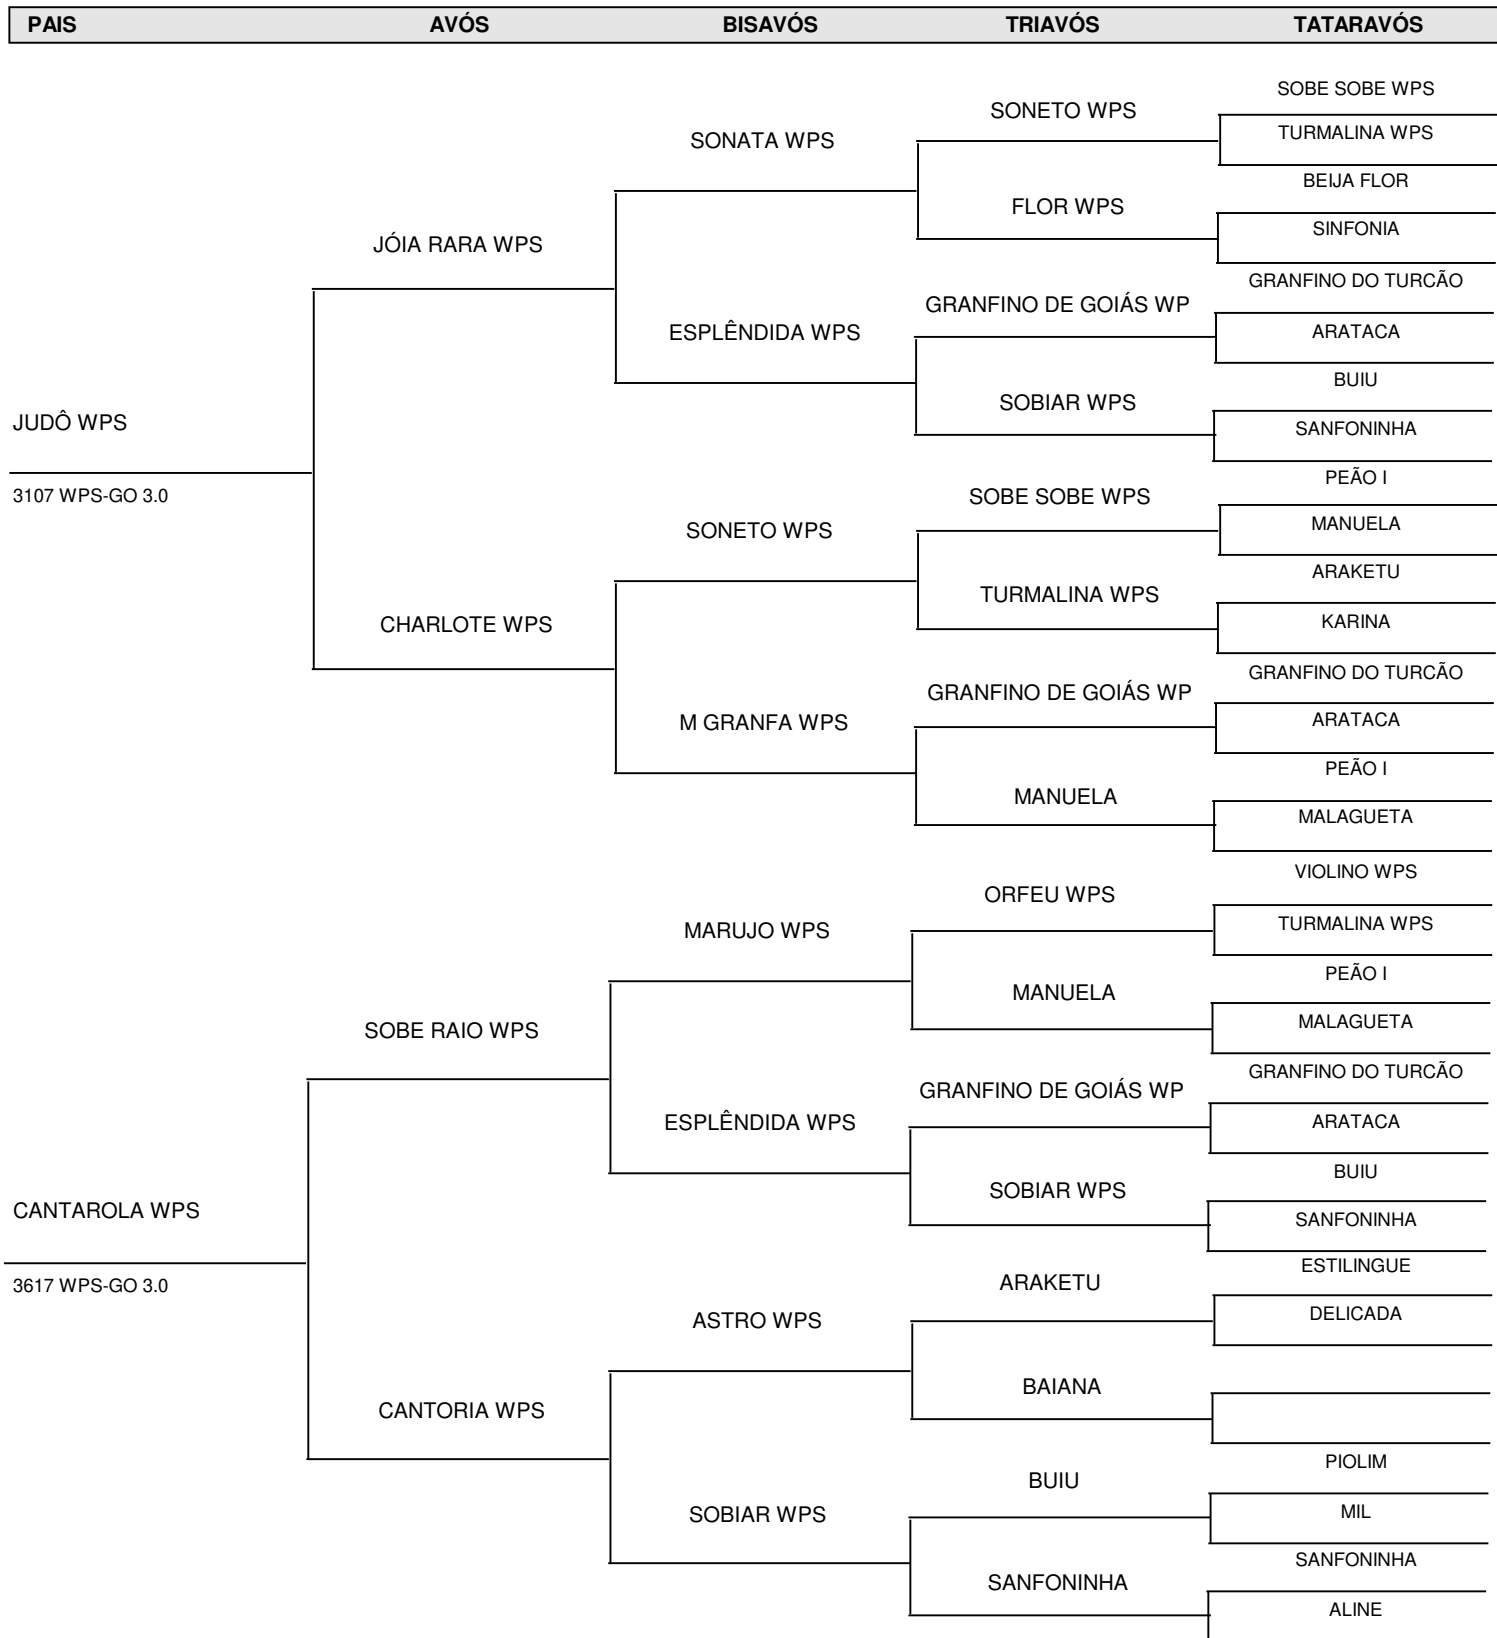 PAIS AVÓS BISAVÓS TRIAVÓS TATARAVÓS
SOBE SOBE WPS
SONETO WPS
TURMALINA WPS
SONATA WPS
BEIJA FLOR
FLOR WPS
SINFONIA
JÓIA RARA WPS
GRANFINO DO TURCÃO
GRANFINO DE GOIÁS WP
ARATACA
ESPLÊNDIDA WPS
BUIU
SOBIAR WPS
SANFONINHA
JUDÔ WPS
PEÃO I
3107 WPS-GO 3.0
SOBE SOBE WPS
MANUELA
SONETO WPS
ARAKETU
TURMALINA WPS
KARINA
CHARLOTE WPS
GRANFINO DO TURCÃO
GRANFINO DE GOIÁS WP
ARATACA
M GRANFA WPS
PEÃO I
MANUELA
MALAGUETA
VIOLINO WPS
ORFEU WPS
TURMALINA WPS
MARUJO WPS
PEÃO I
MANUELA
MALAGUETA
SOBE RAIO WPS
GRANFINO DO TURCÃO
GRANFINO DE GOIÁS WP
ARATACA
ESPLÊNDIDA WPS
BUIU
SOBIAR WPS
SANFONINHA
CANTAROLA WPS
ESTILINGUE
3617 WPS-GO 3.0
ARAKETU
DELICADA
ASTRO WPS
BAIANA
CANTORIA WPS
PIOLIM
BUIU
MIL
SOBIAR WPS
SANFONINHA
SANFONINHA
ALINE